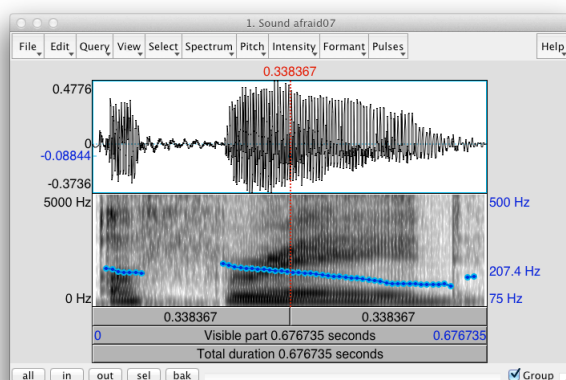 1. Sound afraid07
File Edit Query View Select Spectrum Pitch Intensity Formant Pulses Help
0.338367
0.4776
0
-0.08844
-0.3736
5000 Hz 500 Hz
207.4 Hz
0 Hz 75 Hz
0.338367 0.338367
0 Visible part 0.676735 seconds 0.676735
Total duration 0.676735 seconds
all in out sel bak Group